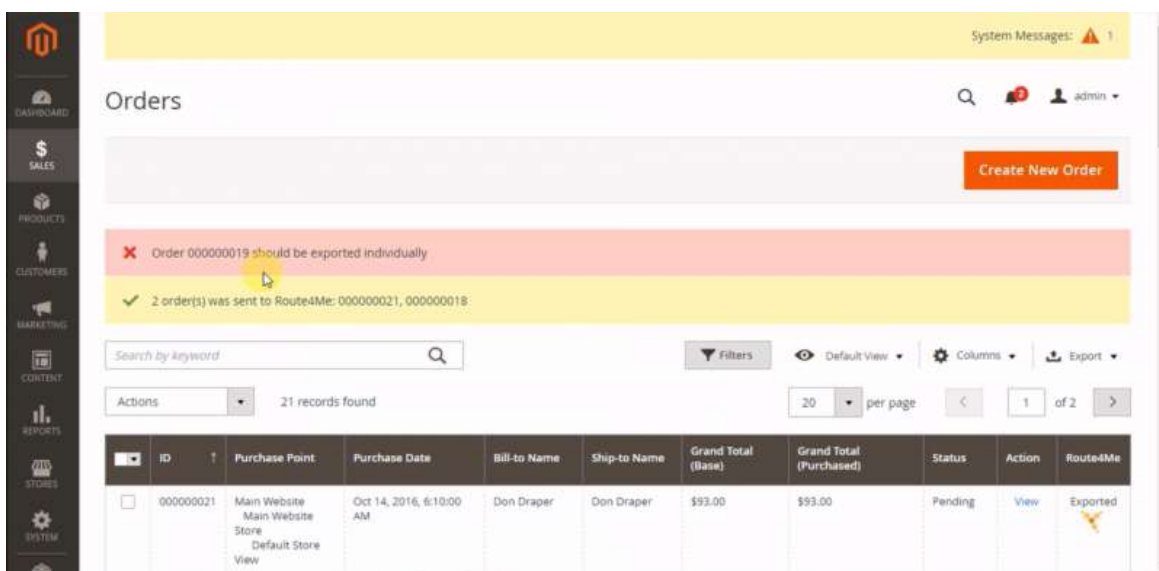 System Messages: 1
DASHBOARD
Orders
2
admin
SALES
Create New Order
PRODUCTS
Order 000000019 should be exported individually
CUSTOMERS
2 order(s) was sent to Route4Me: 000000021, 000000018
MARKETING
Search by keyword
Filters
Default View
Columns
Export
CONTENT
Actions
21 records found
20
per page
1
of 2
REPORTS
ID
Purchase Point
Purchase Date
Bill-to Name
Ship-to Name
Grand Total
(Base)
Grand Total
(Purchased)
Status
Action
Route4Me
STORES
000000021
Main Website
Main Website
Store
Default Store
View
Oct 14, 2016, 6:10:00
AM
Don Draper
Don Draper
$93.00
$93.00
Pending
View
Exported
SYSTEM